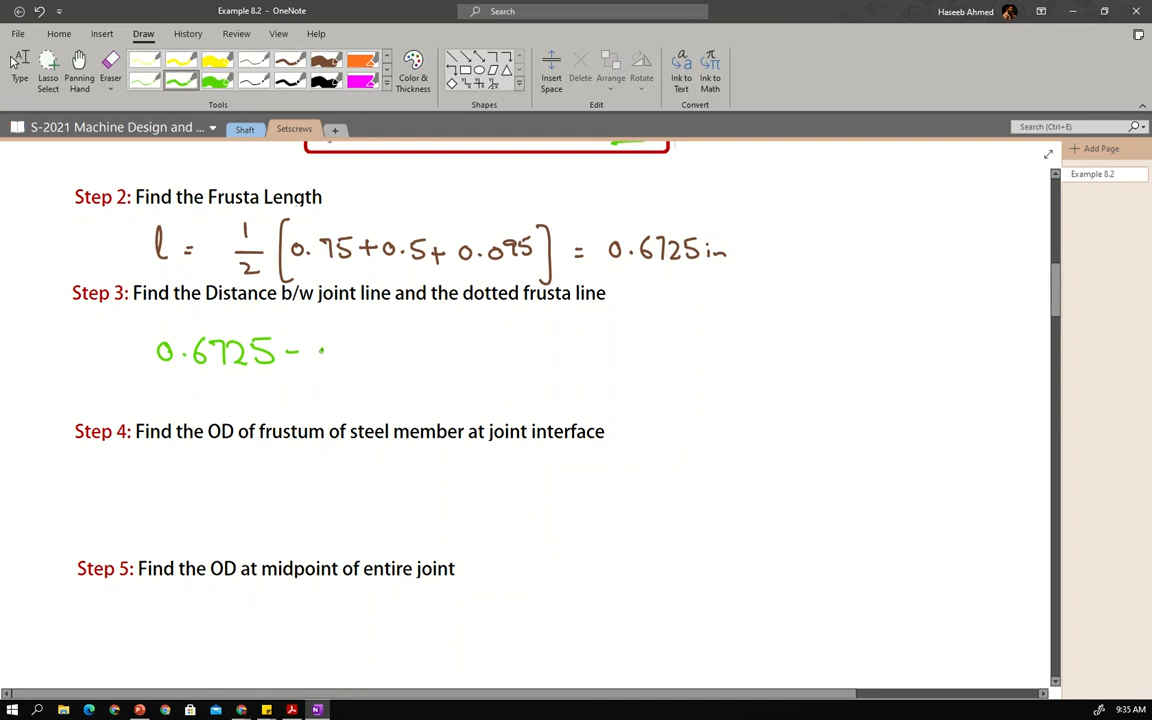 Example 8.2 - OneNote
Search
Haseeb Ahmed
File Home Insert Draw History Review View Help
Type
Lasso Select
Panning Hand
Eraser
Color & Thickness
Insert Space
Delete
Arrange
Rotate
Ink to Text
Ink to Math
Tools
Shapes
Edit
Convert
S-2021 Machine Design and ...
Shaft
Setscrews
Search (Ctrl+E)
Add Page
Example 8.2
Step 2: Find the Frusta Length
l = 1/2 [0.75+0.5+0.095] = 0.6725 in
Step 3: Find the Distance b/w joint line and the dotted frusta line
0.6725 -
Step 4: Find the OD of frustum of steel member at joint interface
Step 5: Find the OD at midpoint of entire joint
9:35 AM